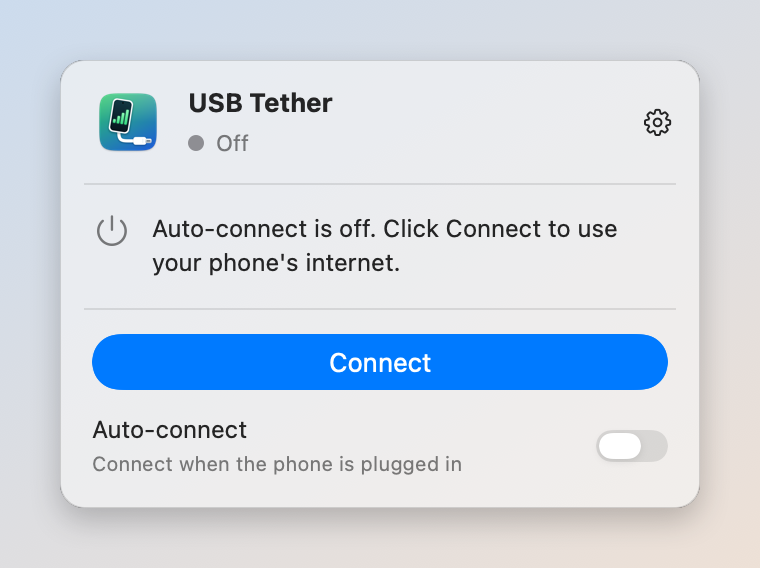 USB Tether
Off
Auto-connect is off. Click Connect to use
your phone's internet.
Connect
Auto-connect
Connect when the phone is plugged in